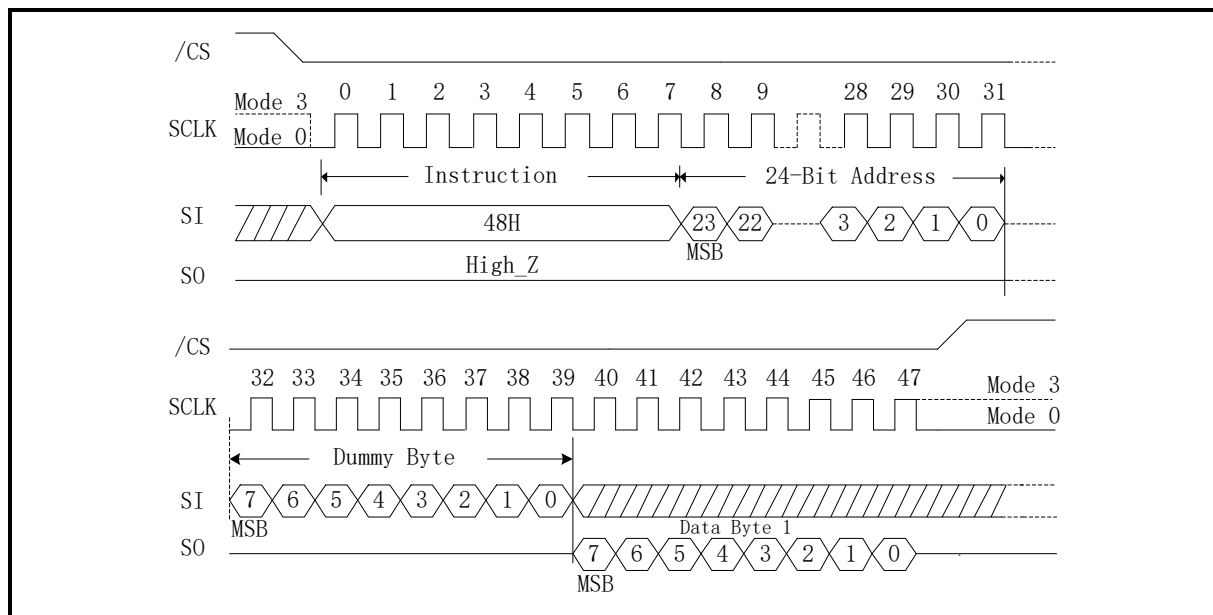 /CS
0 1 2 3 4 5 6 7 8 9 28 29 30 31
Mode 3
SCLK
Mode 0
Instruction 24-Bit Address
SI 48H 23 22 3 2 1 0
MSB
High_Z
SO
/CS
32 33 34 35 36 37 38 39 40 41 42 43 44 45 46 47
Mode 3
SCLK
Mode 0
Dummy Byte
SI 7 6 5 4 3 2 1 0
MSB
Data Byte 1
SO 7 6 5 4 3 2 1 0
MSB